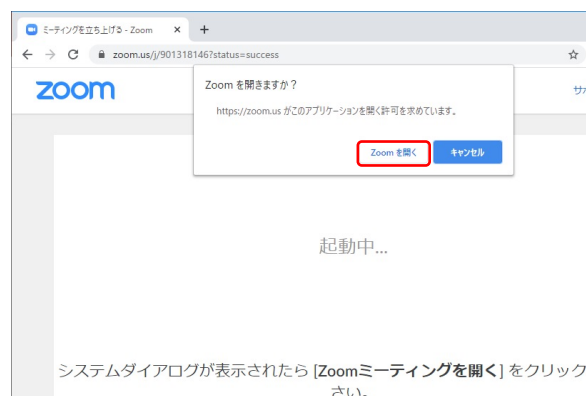 ミーティングを立ち上げる - Zoom
zoom.us/j/901318146?status=success
zoom
サポ
Zoom を開きますか？
https://zoom.us がこのアプリケーションを開く許可を求めています。
Zoom を開く
キャンセル
起動中...
システムダイアログが表示されたら [Zoomミーティングを開く] をクリック
さい。